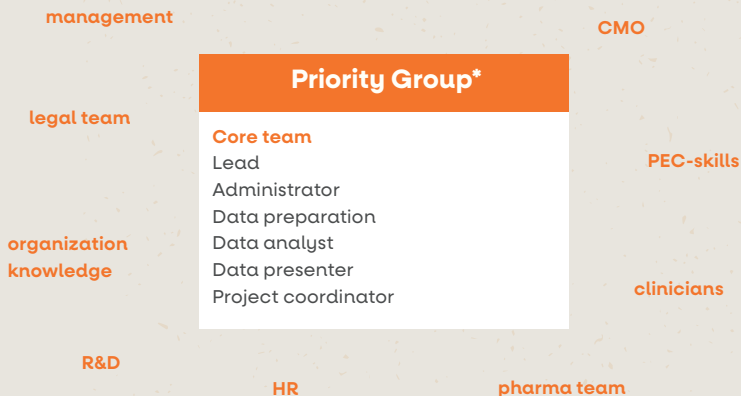 management
CMO
Priority Group*
legal team
Core team
Lead
PEC-skills
Administrator
Data preparation
organization
knowledge
Data analyst
Data presenter
clinicians
Project coordinator
R&D
HR
pharma team